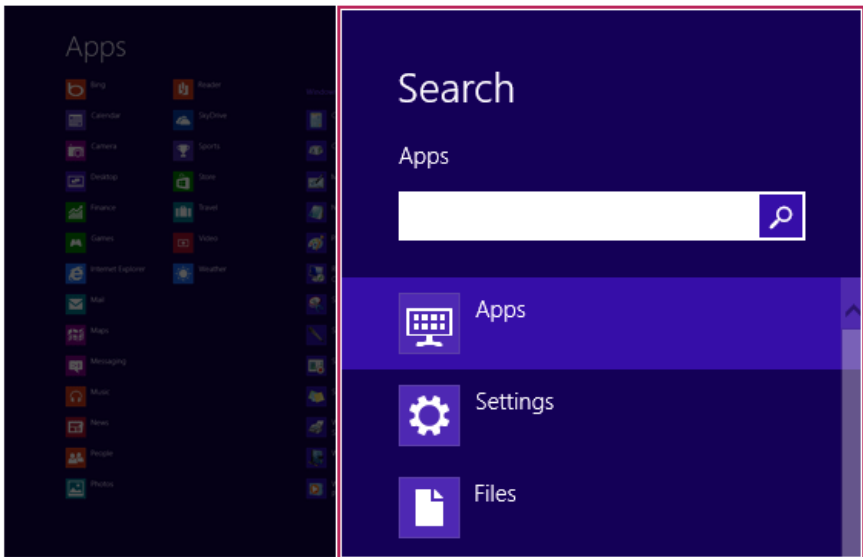 Apps
Bing
Calendar
Camera
Desktop
Finance
Games
Internet Explorer
Mail
Maps
Messaging
Music
News
People
Photos
Reader
SkyDrive
Sports
Store
Travel
Video
Weather
Search
Apps
Apps
Settings
Files